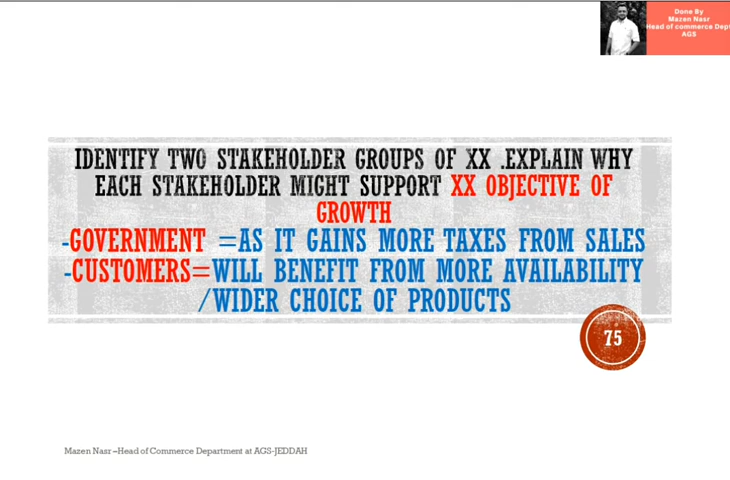 Done By
Mazen Nasr
Head of commerce Dept
AGS
IDENTIFY TWO STAKEHOLDER GROUPS OF XX .EXPLAIN WHY
EACH STAKEHOLDER MIGHT SUPPORT XX OBJECTIVE OF
GROWTH
-GOVERNMENT =AS IT GAINS MORE TAXES FROM SALES
-CUSTOMERS=WILL BENEFIT FROM MORE AVAILABILITY
/WIDER CHOICE OF PRODUCTS
75
Mazen Nasr –Head of Commerce Department at AGS-JEDDAH